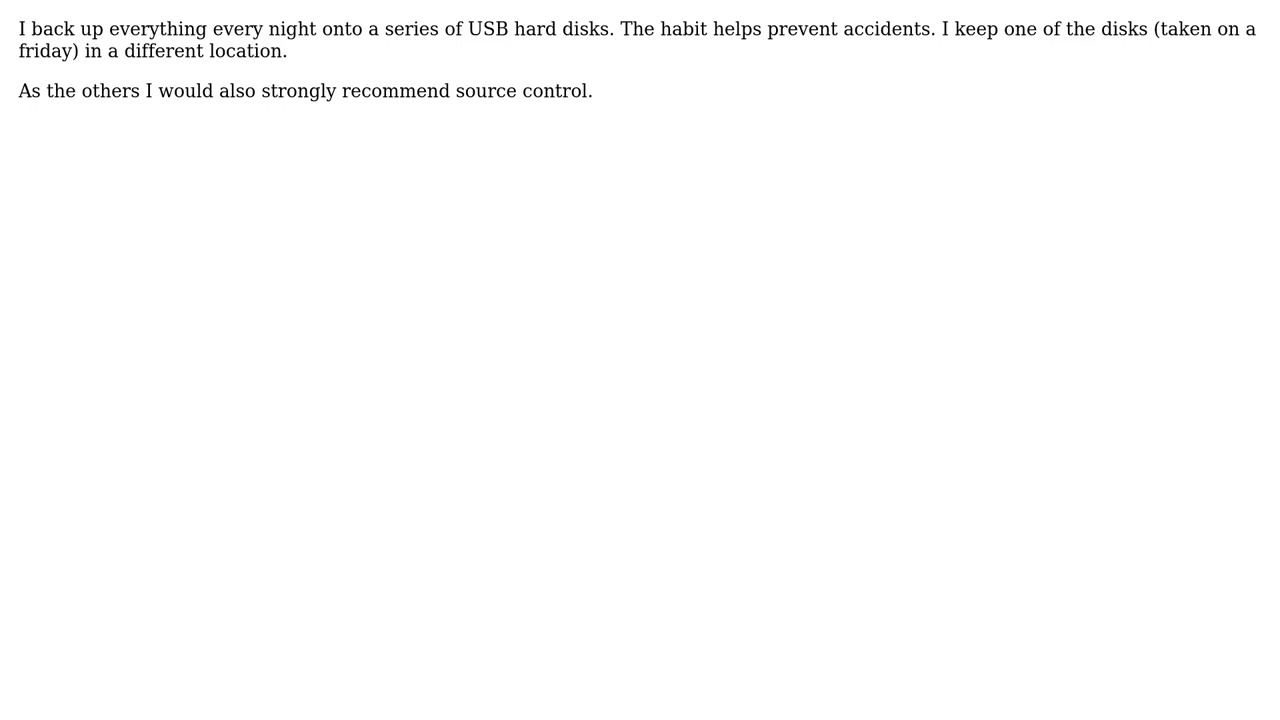 I back up everything every night onto a series of USB hard disks. The habit helps prevent accidents. I keep one of the disks (taken on a
friday) in a different location.
As the others I would also strongly recommend source control.